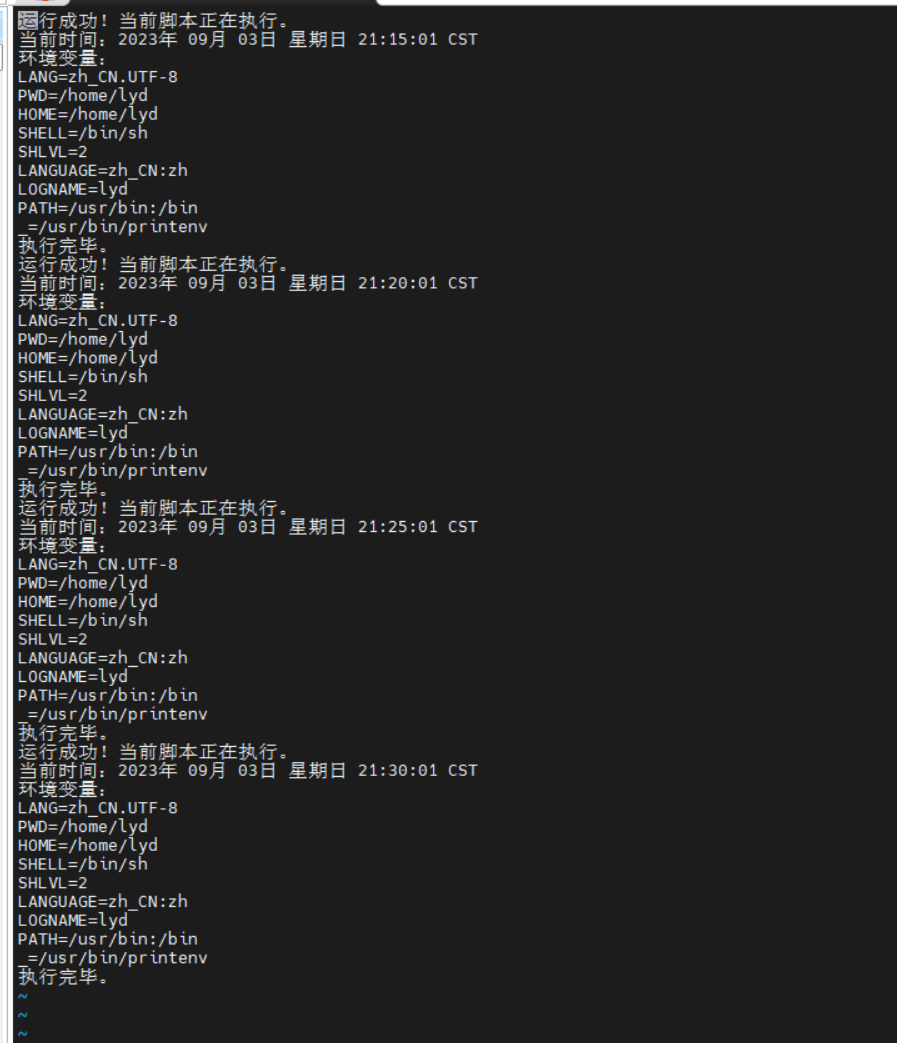 运行成功！当前脚本正在执行。
当前时间：2023年 09月 03日 星期日 21:15:01 CST
环境变量：
LANG=zh_CN.UTF-8
PWD=/home/lyd
HOME=/home/lyd
SHELL=/bin/sh
SHLVL=2
LANGUAGE=zh_CN:zh
LOGNAME=lyd
PATH=/usr/bin:/bin
_=/usr/bin/printenv
执行完毕。
运行成功！当前脚本正在执行。
当前时间：2023年 09月 03日 星期日 21:20:01 CST
环境变量：
LANG=zh_CN.UTF-8
PWD=/home/lyd
HOME=/home/lyd
SHELL=/bin/sh
SHLVL=2
LANGUAGE=zh_CN:zh
LOGNAME=lyd
PATH=/usr/bin:/bin
_=/usr/bin/printenv
执行完毕。
运行成功！当前脚本正在执行。
当前时间：2023年 09月 03日 星期日 21:25:01 CST
环境变量：
LANG=zh_CN.UTF-8
PWD=/home/lyd
HOME=/home/lyd
SHELL=/bin/sh
SHLVL=2
LANGUAGE=zh_CN:zh
LOGNAME=lyd
PATH=/usr/bin:/bin
_=/usr/bin/printenv
执行完毕。
运行成功！当前脚本正在执行。
当前时间：2023年 09月 03日 星期日 21:30:01 CST
环境变量：
LANG=zh_CN.UTF-8
PWD=/home/lyd
HOME=/home/lyd
SHELL=/bin/sh
SHLVL=2
LANGUAGE=zh_CN:zh
LOGNAME=lyd
PATH=/usr/bin:/bin
_=/usr/bin/printenv
执行完毕。
~
~
~